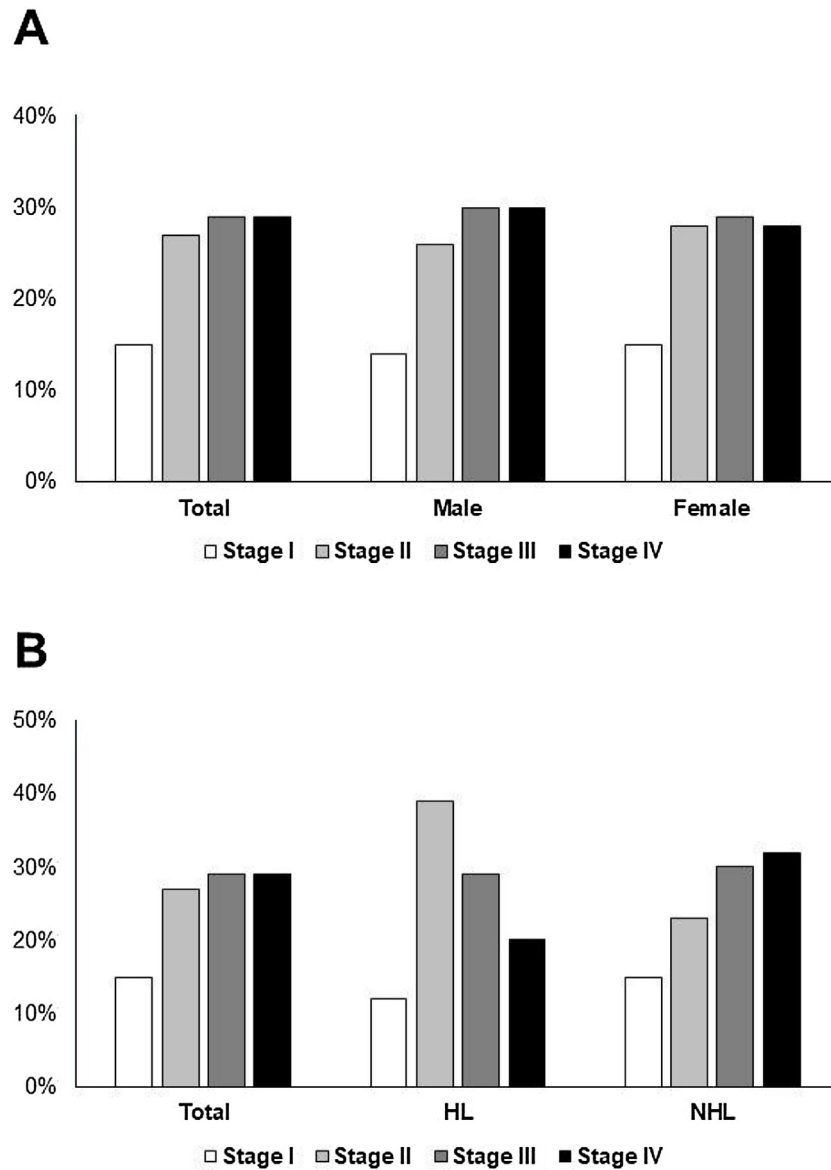 A
40%
30%
20%
10%
0%
Total Male Female
Stage I Stage II Stage III Stage IV
B
50%
40%
30%
20%
10%
0%
Total HL NHL
Stage I Stage II Stage III Stage IV